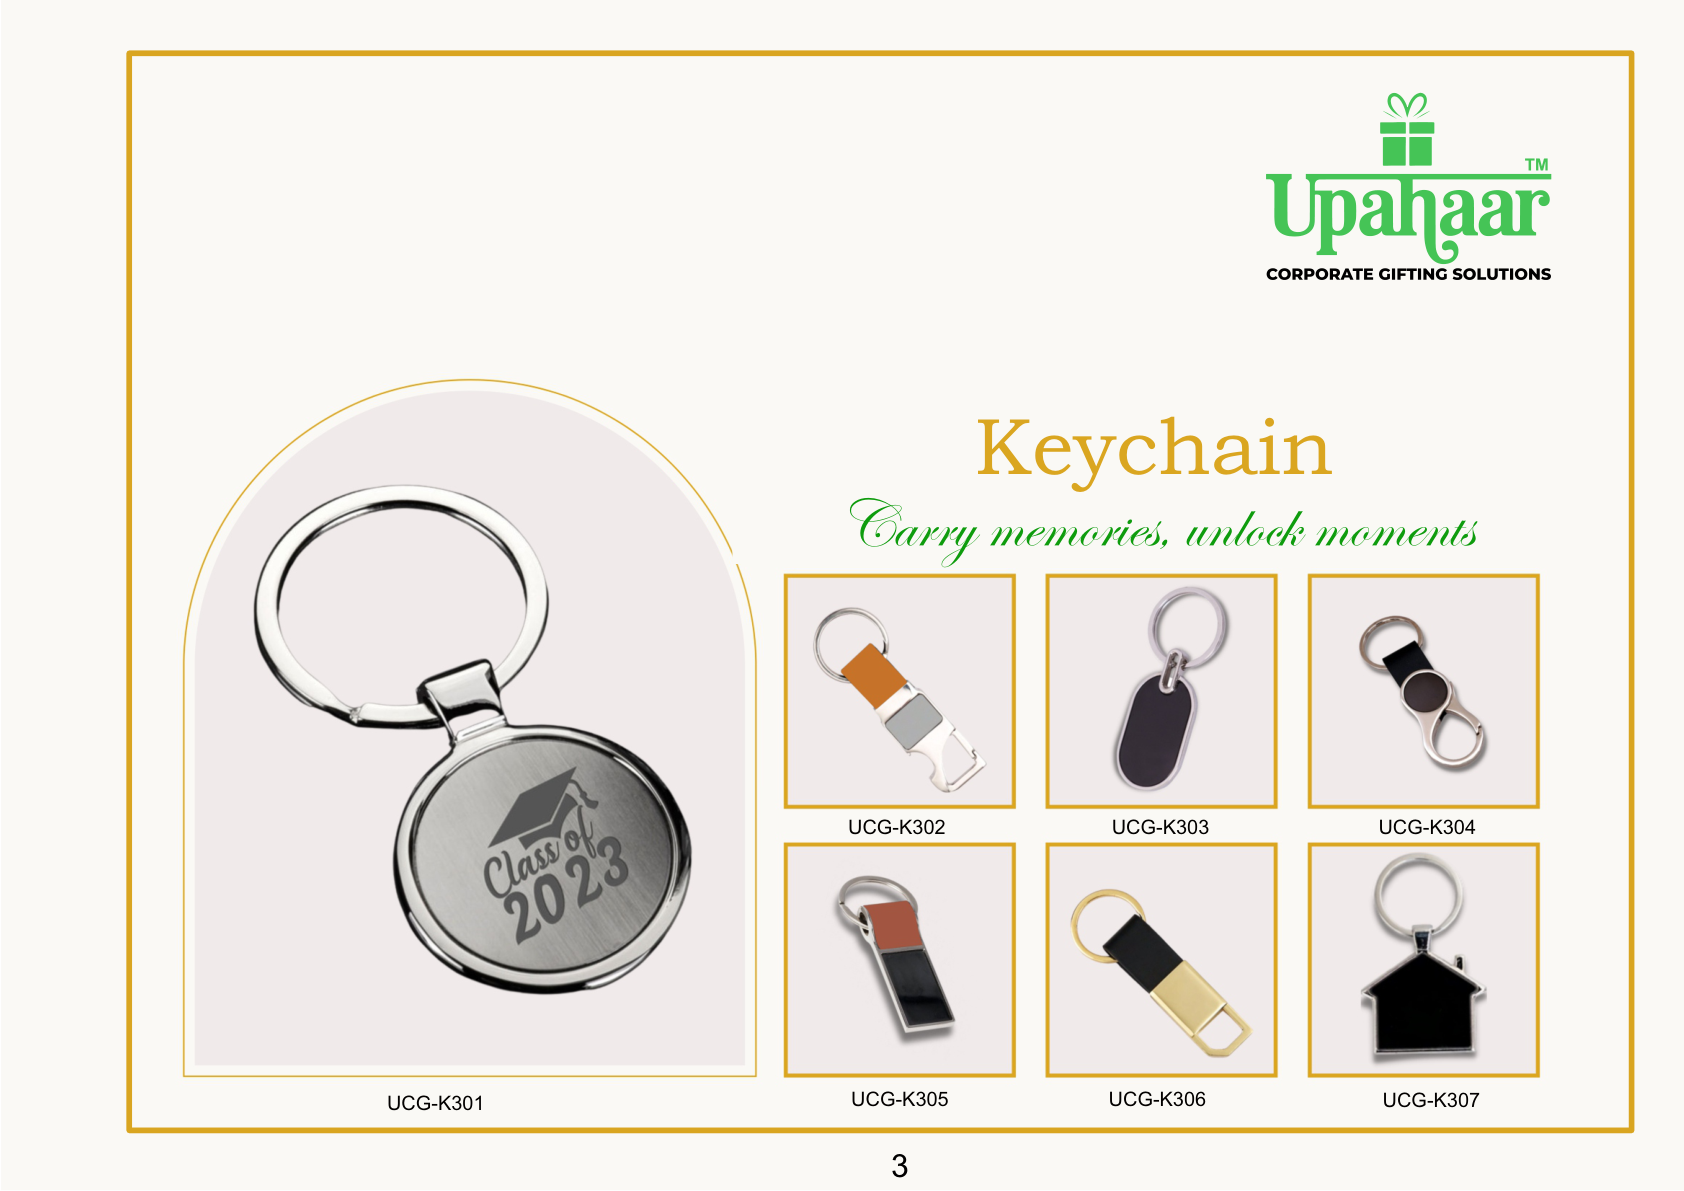 TM
Upahaar
CORPORATE GIFTING SOLUTIONS
Keychain
Carry memories, unlock moments
Class of
2023
UCG-K301
UCG-K302
UCG-K303
UCG-K304
UCG-K305
UCG-K306
UCG-K307
3